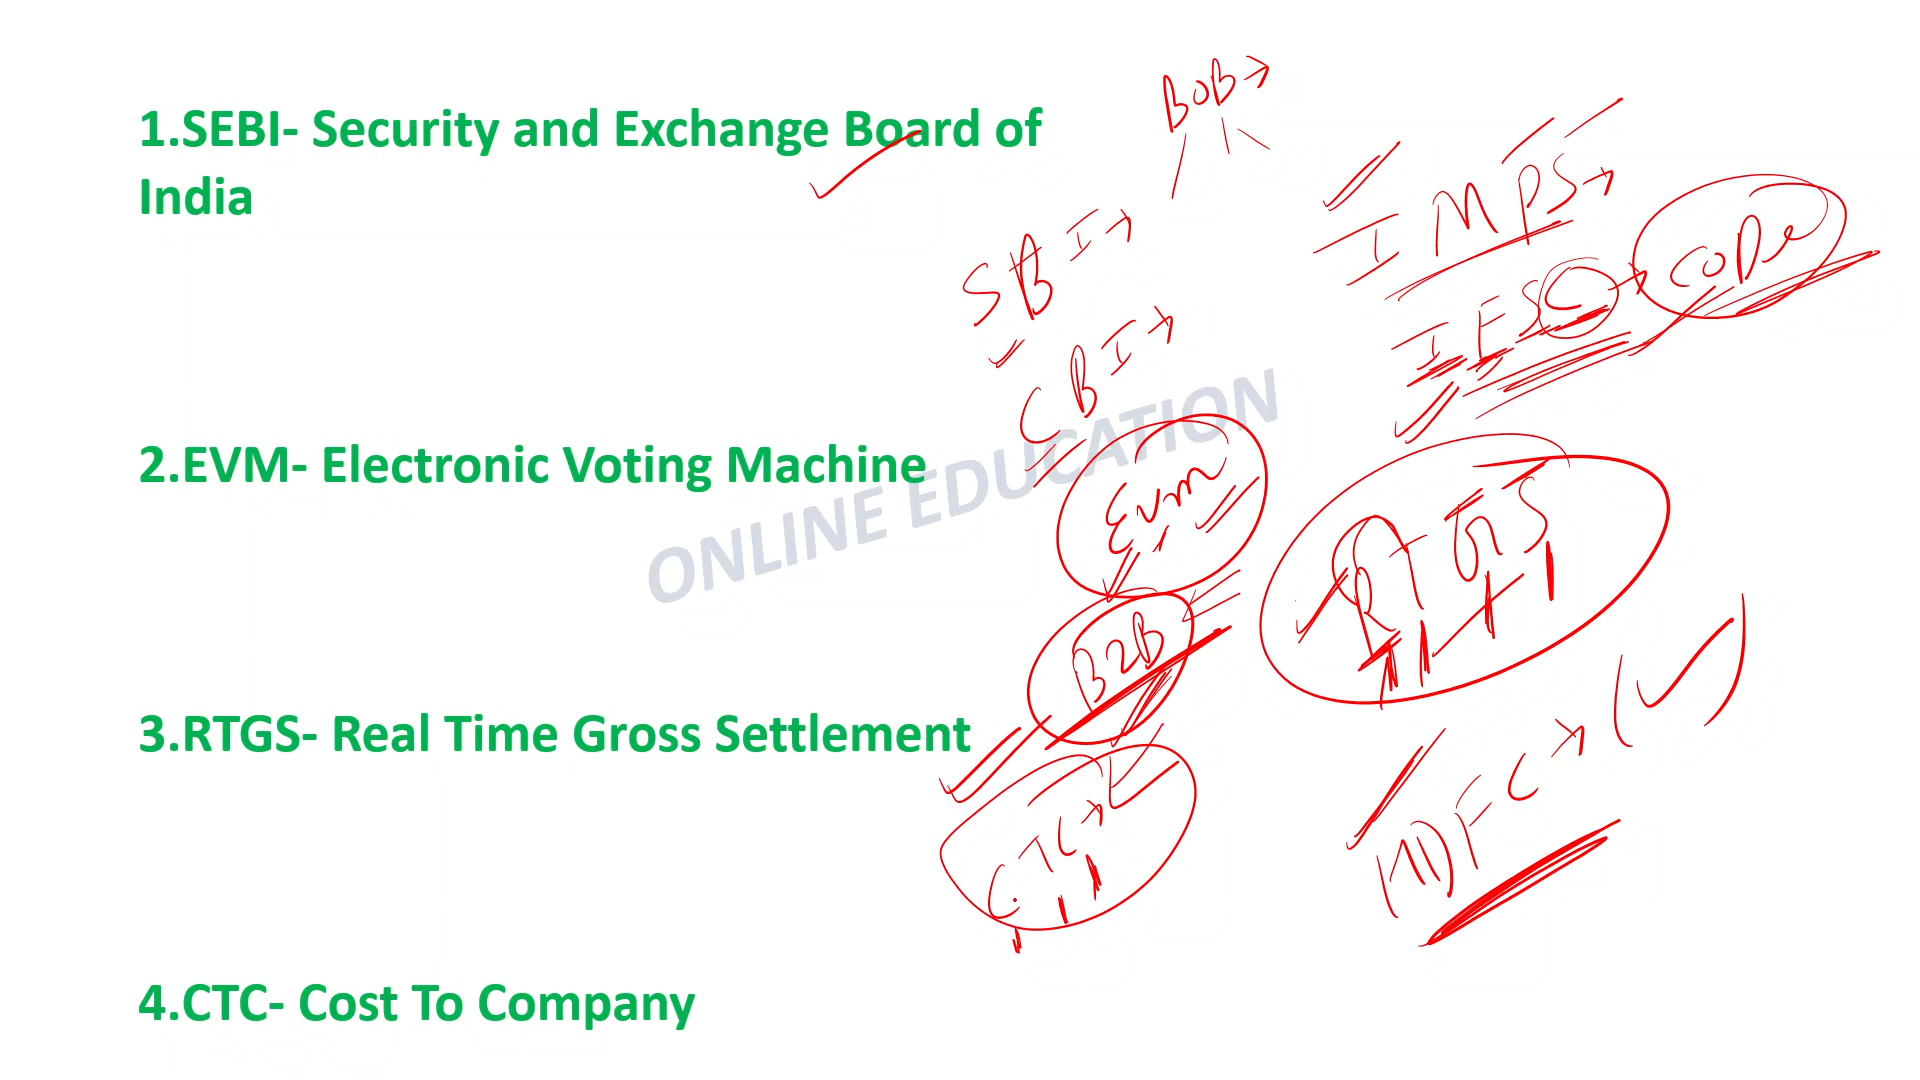 1.SEBI- Security and Exchange Board of
India
2.EVM- Electronic Voting Machine
3.RTGS- Real Time Gross Settlement
4.CTC- Cost To Company
ONLINE EDUCATION
BOB→
SBI→
CBI→
Evm
B2B
CTC→
IMPS→
IFSC→ CODe
RTGS
HDFC→